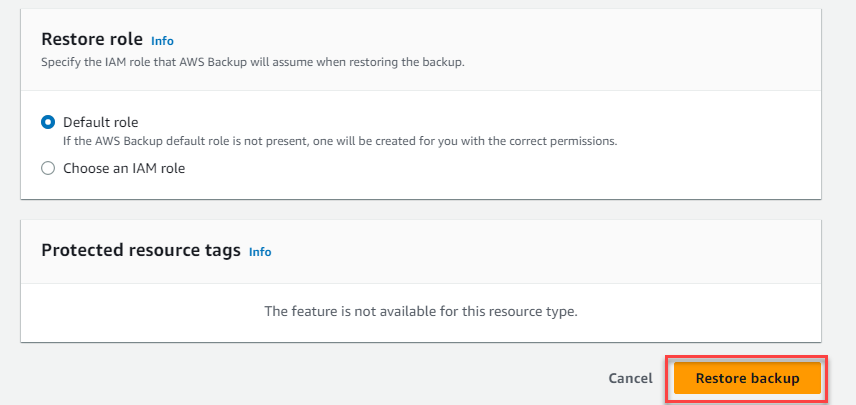 Restore role Info
Specify the IAM role that AWS Backup will assume when restoring the backup.
Default role
If the AWS Backup default role is not present, one will be created for you with the correct permissions.
Choose an IAM role
Protected resource tags Info
The feature is not available for this resource type.
Cancel Restore backup